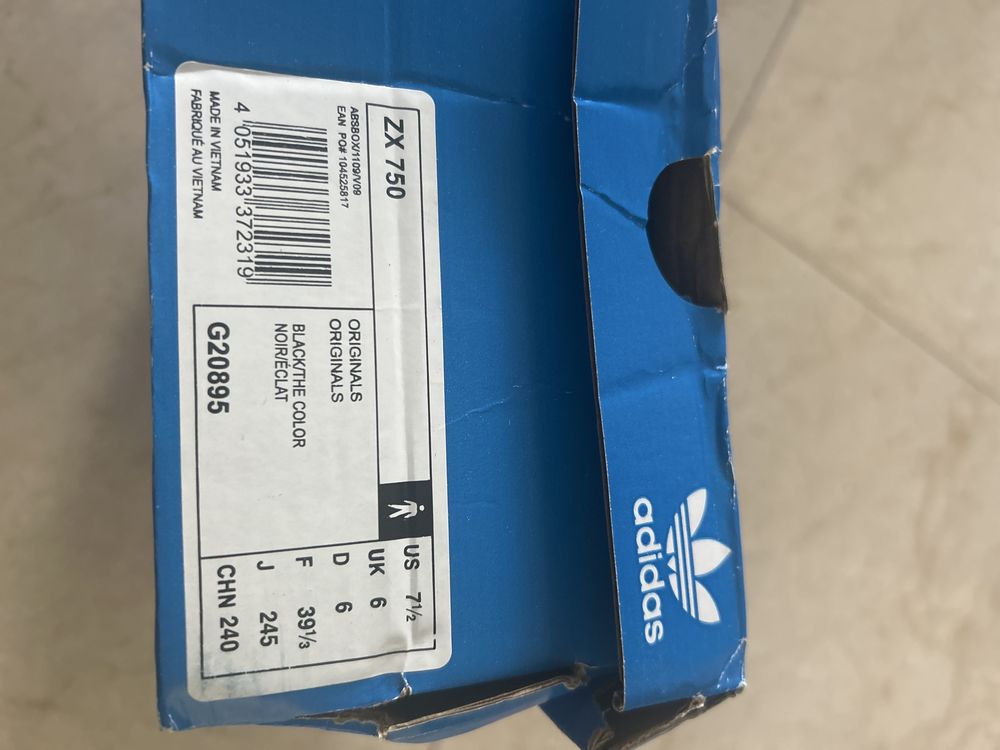 ZX 750
ABSBOX/1109/V09
EAN PO# 104525817
4 051933 372319
MADE IN VIETNAM
FABRIQUÉ AU VIETNAM
ORIGINALS
ORIGINALS
BLACK/THE COLOR
NOIR/ÉCLAT
G20895
US 7½
UK 6
D 6
F 39⅓
J 245
CHN 240
adidas